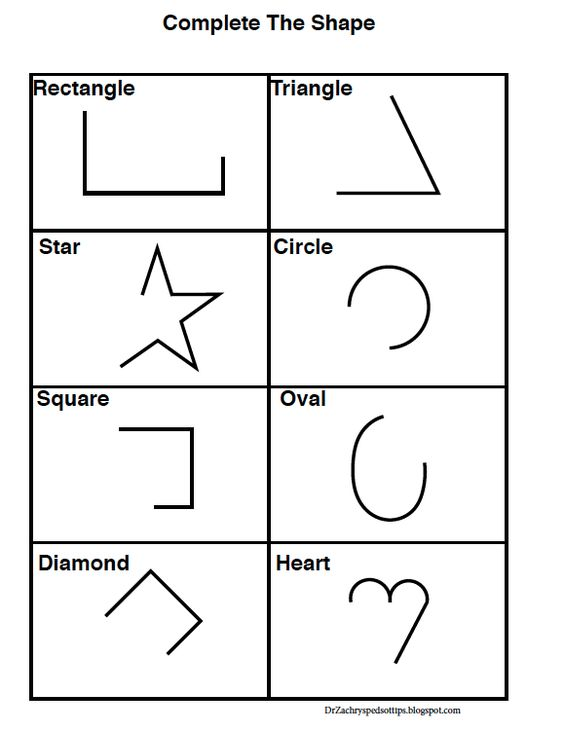 Complete The Shape
Rectangle
Triangle
Star
Circle
Square
Oval
Diamond
Heart
DrZachryspedsottips.blogspot.com